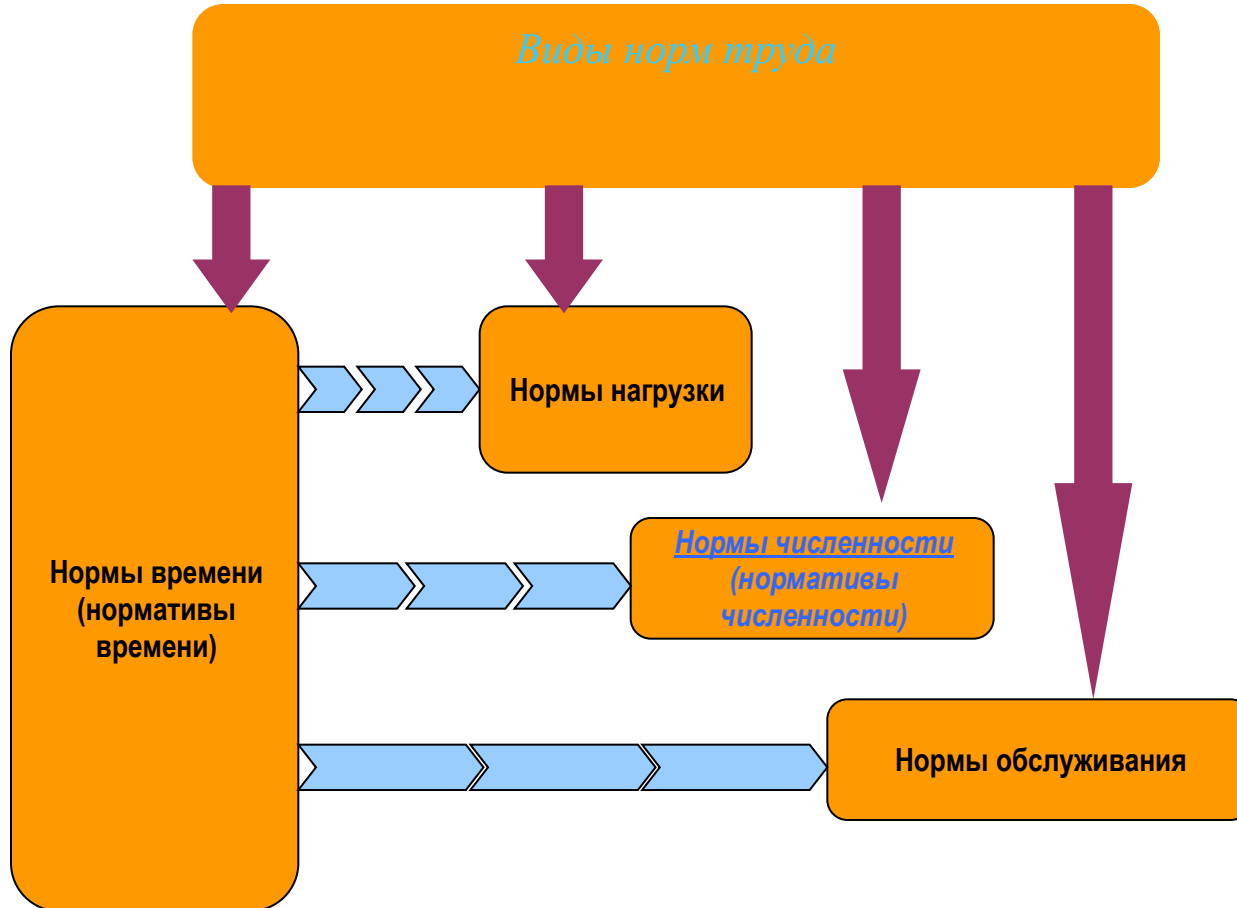 Виды норм труда
Нормы нагрузки
Нормы численности
(нормативы
численности)
Нормы времени
(нормативы
времени)
Нормы обслуживания